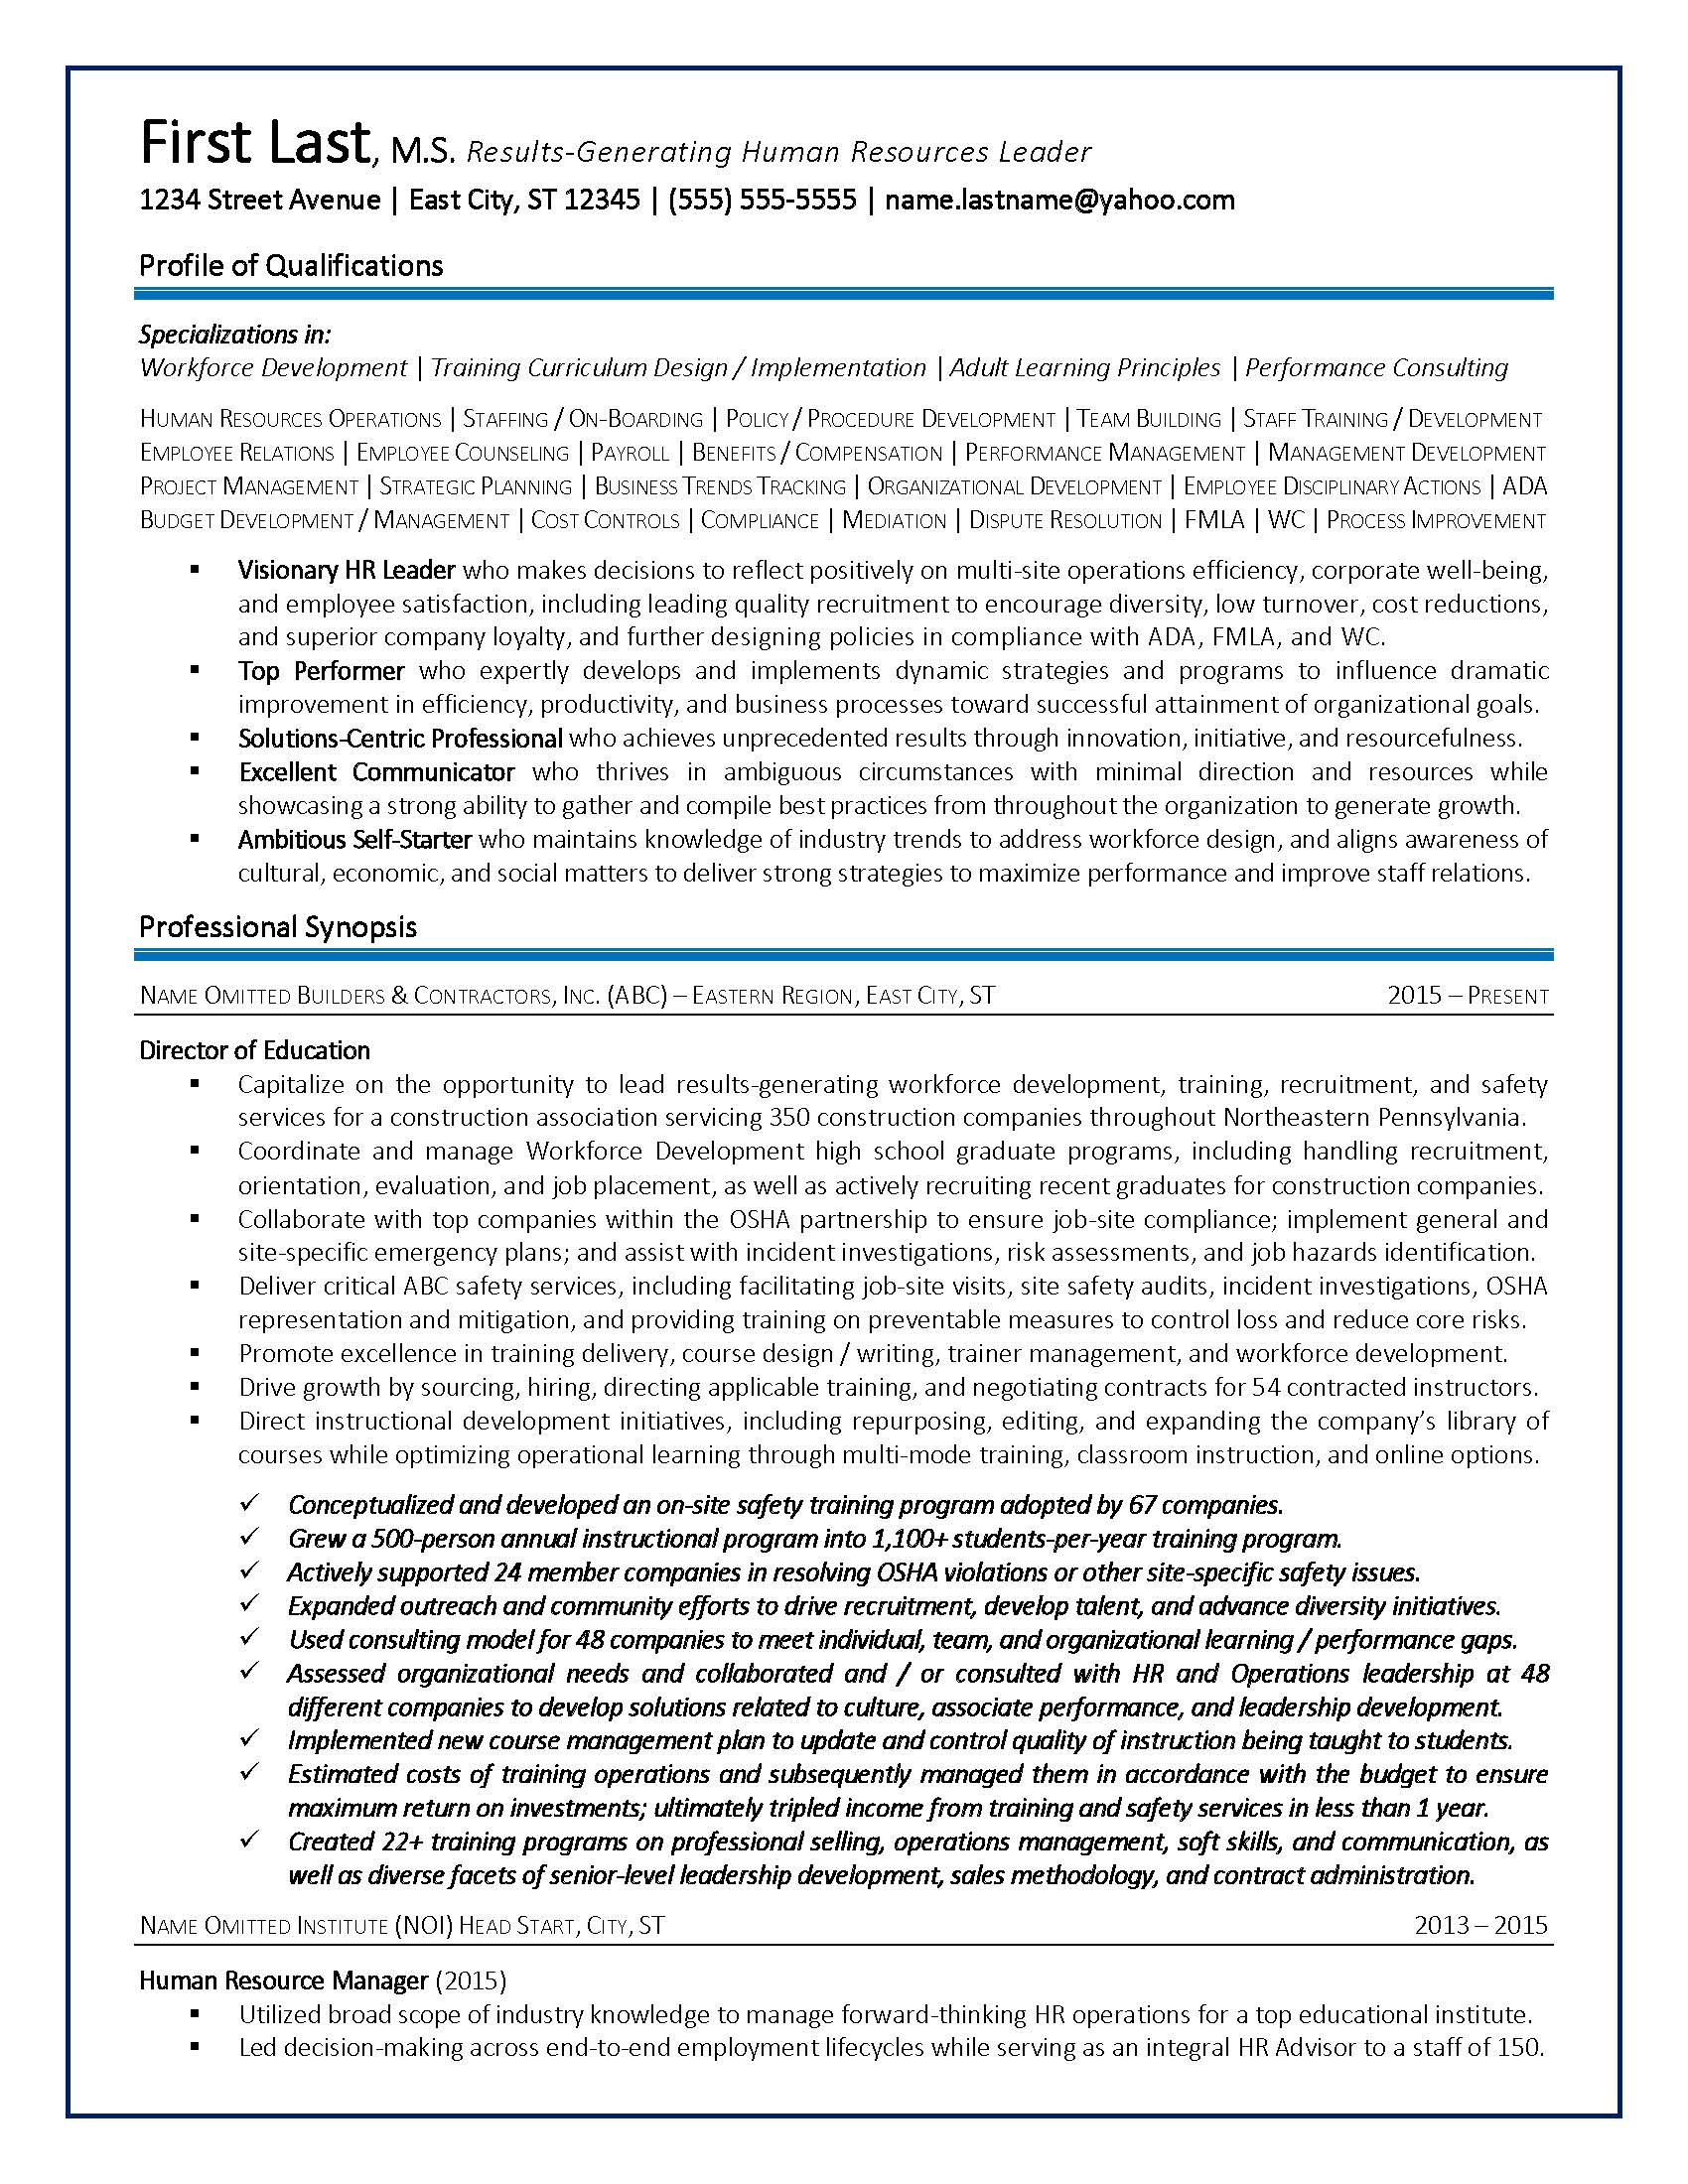 First Last, M.S. Results-Generating Human Resources Leader
1234 Street Avenue | East City, ST 12345 | (555) 555-5555 | name.lastname@yahoo.com
Profile of Qualifications
Specializations in:
Workforce Development | Training Curriculum Design / Implementation | Adult Learning Principles | Performance Consulting
Human Resources Operations | Staffing / On-Boarding | Policy / Procedure Development | Team Building | Staff Training / Development
Employee Relations | Employee Counseling | Payroll | Benefits / Compensation | Performance Management | Management Development
Project Management | Strategic Planning | Business Trends Tracking | Organizational Development | Employee Disciplinary Actions | ADA
Budget Development / Management | Cost Controls | Compliance | Mediation | Dispute Resolution | FMLA | WC | Process Improvement
▪ Visionary HR Leader who makes decisions to reflect positively on multi-site operations efficiency, corporate well-being,
and employee satisfaction, including leading quality recruitment to encourage diversity, low turnover, cost reductions,
and superior company loyalty, and further designing policies in compliance with ADA, FMLA, and WC.
▪ Top Performer who expertly develops and implements dynamic strategies and programs to influence dramatic
improvement in efficiency, productivity, and business processes toward successful attainment of organizational goals.
▪ Solutions-Centric Professional who achieves unprecedented results through innovation, initiative, and resourcefulness.
▪ Excellent Communicator who thrives in ambiguous circumstances with minimal direction and resources while
showcasing a strong ability to gather and compile best practices from throughout the organization to generate growth.
▪ Ambitious Self-Starter who maintains knowledge of industry trends to address workforce design, and aligns awareness of
cultural, economic, and social matters to deliver strong strategies to maximize performance and improve staff relations.
Professional Synopsis
Name Omitted Builders & Contractors, Inc. (ABC) – Eastern Region, East City, ST 2015 – Present
Director of Education
▪ Capitalize on the opportunity to lead results-generating workforce development, training, recruitment, and safety
services for a construction association servicing 350 construction companies throughout Northeastern Pennsylvania.
▪ Coordinate and manage Workforce Development high school graduate programs, including handling recruitment,
orientation, evaluation, and job placement, as well as actively recruiting recent graduates for construction companies.
▪ Collaborate with top companies within the OSHA partnership to ensure job-site compliance; implement general and
site-specific emergency plans; and assist with incident investigations, risk assessments, and job hazards identification.
▪ Deliver critical ABC safety services, including facilitating job-site visits, site safety audits, incident investigations, OSHA
representation and mitigation, and providing training on preventable measures to control loss and reduce core risks.
▪ Promote excellence in training delivery, course design / writing, trainer management, and workforce development.
▪ Drive growth by sourcing, hiring, directing applicable training, and negotiating contracts for 54 contracted instructors.
▪ Direct instructional development initiatives, including repurposing, editing, and expanding the company’s library of
courses while optimizing operational learning through multi-mode training, classroom instruction, and online options.
✓ Conceptualized and developed an on-site safety training program adopted by 67 companies.
✓ Grew a 500-person annual instructional program into 1,100+ students-per-year training program.
✓ Actively supported 24 member companies in resolving OSHA violations or other site-specific safety issues.
✓ Expanded outreach and community efforts to drive recruitment, develop talent, and advance diversity initiatives.
✓ Used consulting model for 48 companies to meet individual, team, and organizational learning / performance gaps.
✓ Assessed organizational needs and collaborated and / or consulted with HR and Operations leadership at 48
different companies to develop solutions related to culture, associate performance, and leadership development.
✓ Implemented new course management plan to update and control quality of instruction being taught to students.
✓ Estimated costs of training operations and subsequently managed them in accordance with the budget to ensure
maximum return on investments; ultimately tripled income from training and safety services in less than 1 year.
✓ Created 22+ training programs on professional selling, operations management, soft skills, and communication, as
well as diverse facets of senior-level leadership development, sales methodology, and contract administration.
Name Omitted Institute (NOI) Head Start, City, ST 2013 – 2015
Human Resource Manager (2015)
▪ Utilized broad scope of industry knowledge to manage forward-thinking HR operations for a top educational institute.
▪ Led decision-making across end-to-end employment lifecycles while serving as an integral HR Advisor to a staff of 150.